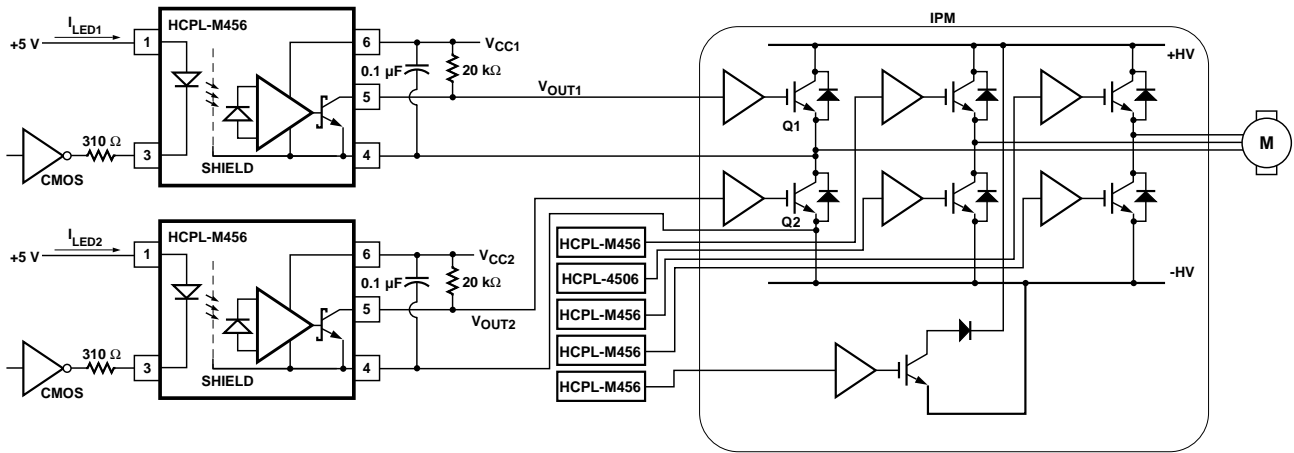 I_LED1
HCPL-M456
+5 V
1
6
V_CC1
0.1 µF
20 kΩ
5
V_OUT1
310 Ω
3
4
CMOS
SHIELD
IPM
+HV
Q1
M
Q2
I_LED2
HCPL-M456
+5 V
1
6
V_CC2
0.1 µF
20 kΩ
5
V_OUT2
310 Ω
3
4
CMOS
SHIELD
HCPL-M456
HCPL-4506
HCPL-M456
HCPL-M456
HCPL-M456
-HV